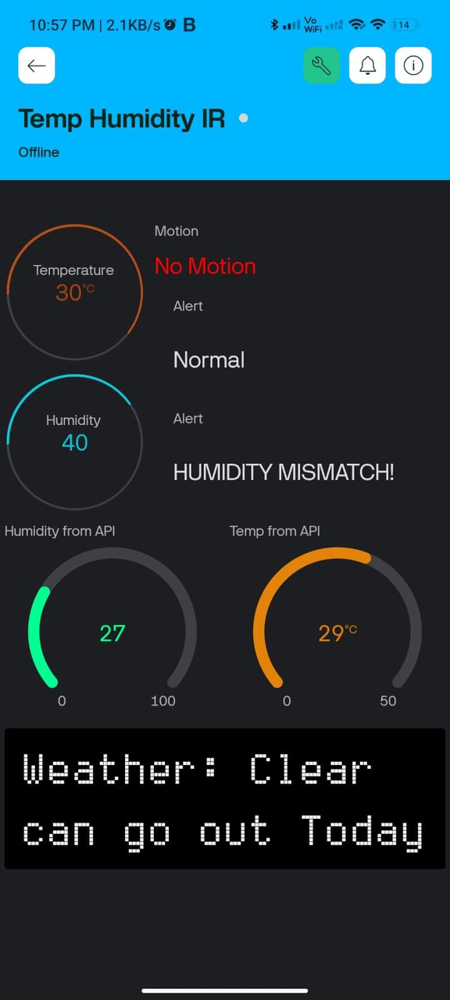 10:57 PM | 2.1KB/s B Vo WiFi 14
Temp Humidity IR
Offline
Motion
No Motion
Temperature
30°C
Alert
Normal
Humidity
40
Alert
HUMIDITY MISMATCH!
Humidity from API
27
0 100
Temp from API
29°C
0 50
Weather: Clear
can go out Today